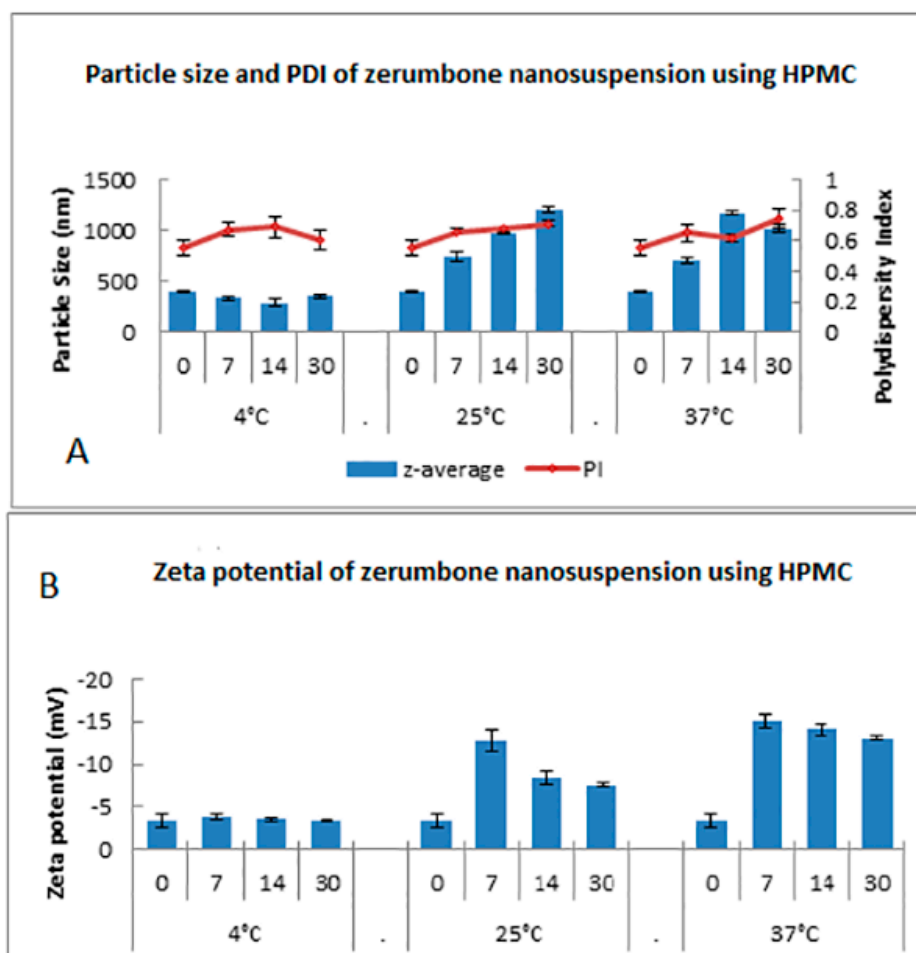 Particle size and PDI of zerumbone nanosuspension using HPMC
Particle Size (nm)
1500
1000
500
0
1
0.8
0.6
0.4
0.2
0
Polydispersity Index
0 7 14 30 0 7 14 30 0 7 14 30
4°C . 25°C . 37°C
A
z-average PI
B
Zeta potential of zerumbone nanosuspension using HPMC
Zeta potential (mV)
-20
-15
-10
-5
0
0 7 14 30 0 7 14 30 0 7 14 30
4°C . 25°C . 37°C